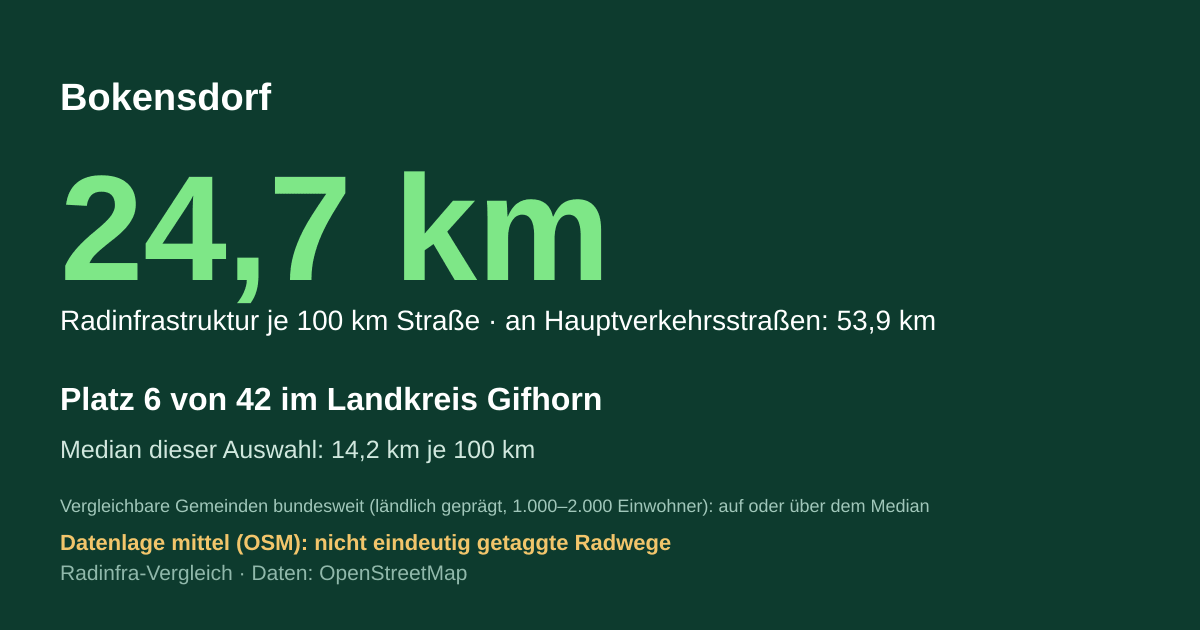 Bokensdorf
24,7 km
Radinfrastruktur je 100 km Straße · an Hauptverkehrsstraßen: 53,9 km
Platz 6 von 42 im Landkreis Gifhorn
Median dieser Auswahl: 14,2 km je 100 km
Vergleichbare Gemeinden bundesweit (ländlich geprägt, 1.000–2.000 Einwohner): auf oder über dem Median
Datenlage mittel (OSM): nicht eindeutig getaggte Radwege
Radinfra-Vergleich · Daten: OpenStreetMap